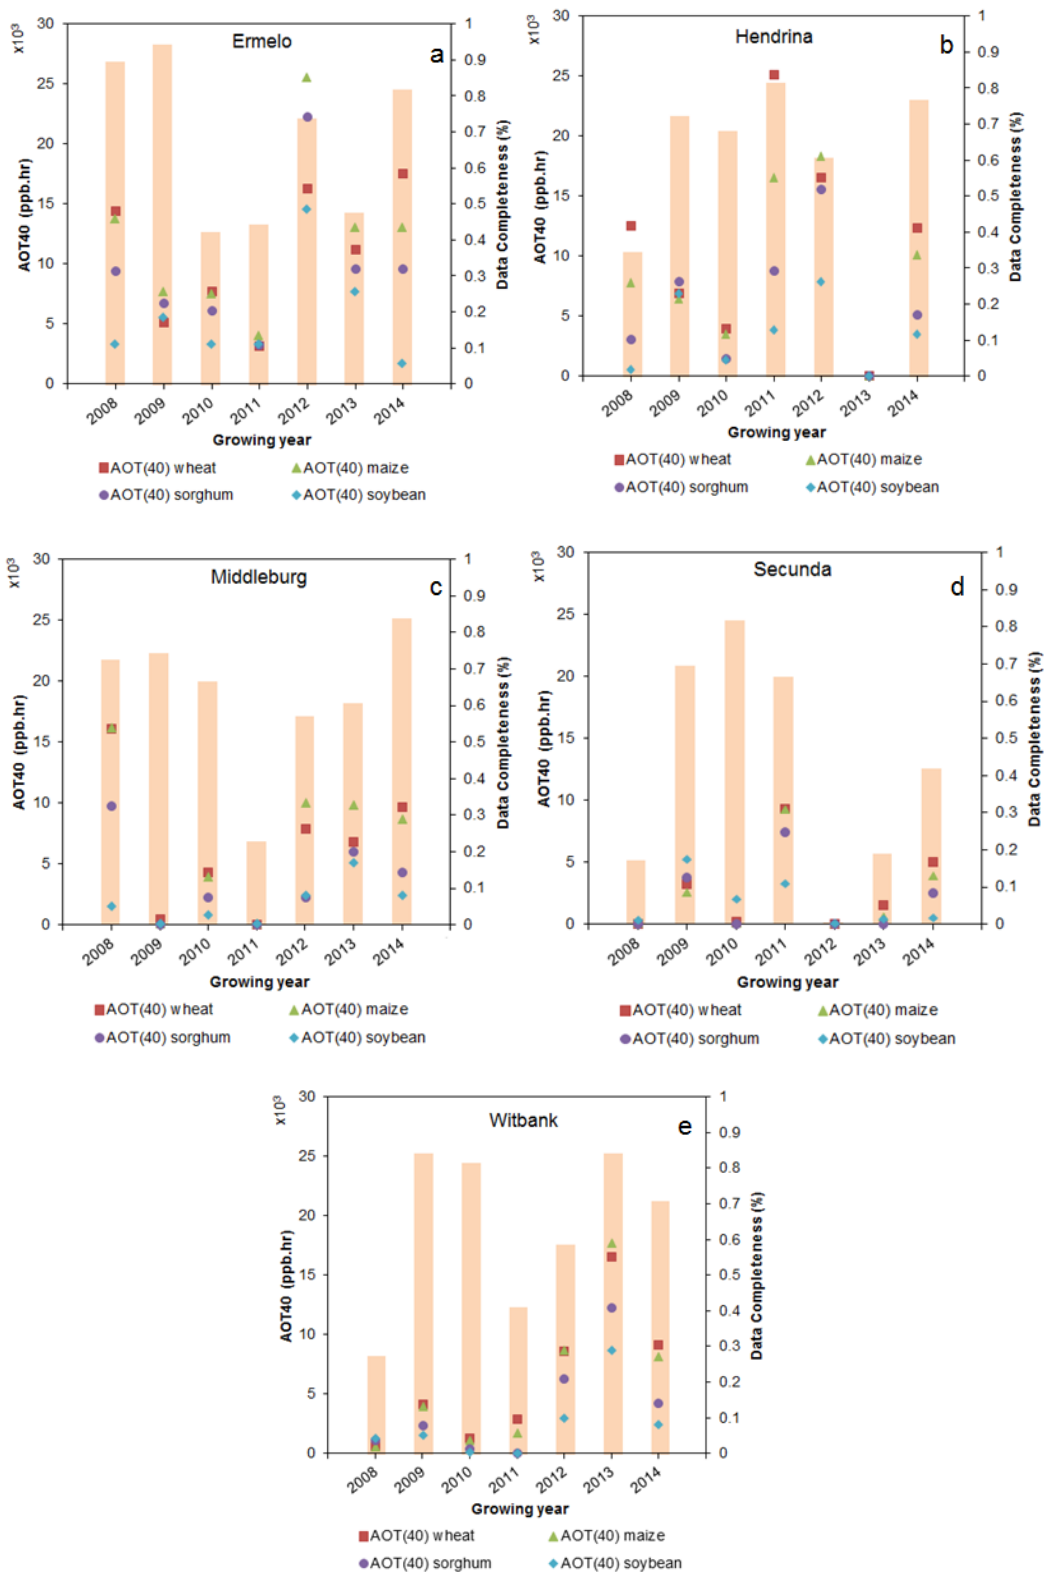 x10³
Ermelo
a
AOT40 (ppb.hr)
Data Completeness (%)
30
25
20
15
10
5
0
1
0.9
0.8
0.7
0.6
0.5
0.4
0.3
0.2
0.1
0
2008 2009 2010 2011 2012 2013 2014
Growing year
AOT(40) wheat AOT(40) maize
AOT(40) sorghum AOT(40) soybean
x10³
Hendrina
b
AOT40 (ppb.hr)
Data Completeness (%)
30
25
20
15
10
5
0
1
0.9
0.8
0.7
0.6
0.5
0.4
0.3
0.2
0.1
0
2008 2009 2010 2011 2012 2013 2014
Growing year
AOT(40) wheat AOT(40) maize
AOT(40) sorghum AOT(40) soybean
x10³
Middleburg
c
AOT40 (ppb.hr)
Data Completeness (%)
30
25
20
15
10
5
0
1
0.9
0.8
0.7
0.6
0.5
0.4
0.3
0.2
0.1
0
2008 2009 2010 2011 2012 2013 2014
Growing year
AOT(40) wheat AOT(40) maize
AOT(40) sorghum AOT(40) soybean
x10³
Secunda
d
AOT40 (ppb.hr)
Data Completeness (%)
30
25
20
15
10
5
0
1
0.9
0.8
0.7
0.6
0.5
0.4
0.3
0.2
0.1
0
2008 2009 2010 2011 2012 2013 2014
Growing year
AOT(40) wheat AOT(40) maize
AOT(40) sorghum AOT(40) soybean
x10³
Witbank
e
AOT40 (ppb.hr)
Data Completeness (%)
30
25
20
15
10
5
0
1
0.9
0.8
0.7
0.6
0.5
0.4
0.3
0.2
0.1
0
2008 2009 2010 2011 2012 2013 2014
Growing year
AOT(40) wheat AOT(40) maize
AOT(40) sorghum AOT(40) soybean